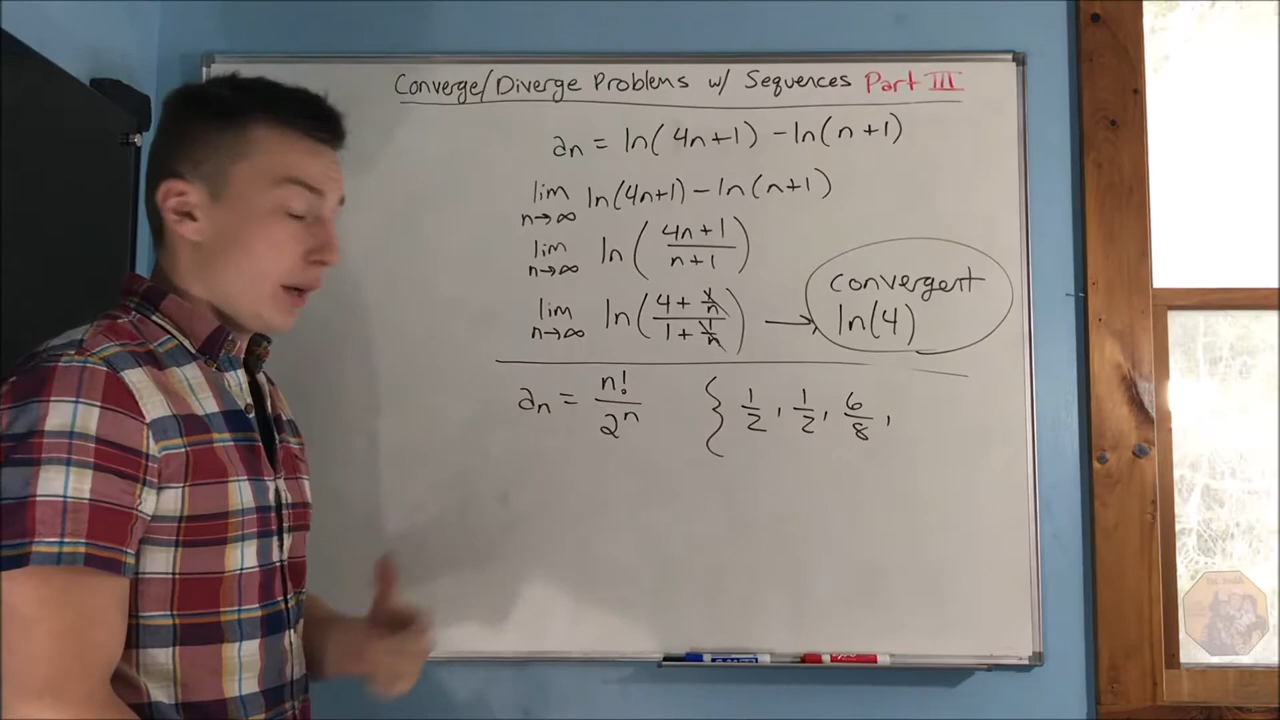 Converge/Diverge Problems w/ Sequences Part III
an = ln(4n+1) - ln(n+1)
lim n→∞ ln(4n+1) - ln(n+1)
lim n→∞ ln((4n+1)/(n+1))
lim n→∞ ln((4 + 1/n)/(1 + 1/n)) → convergent
ln(4)
an = n!/2^n { 1/2, 1/2, 6/8,